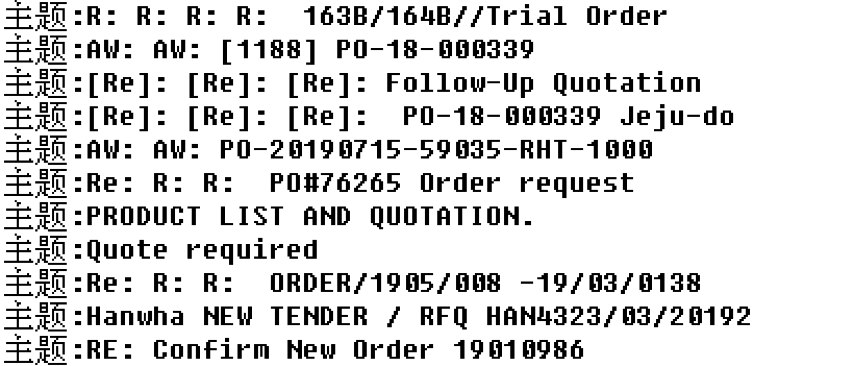 主题:R: R: R: R:  163B/164B//Trial Order
主题:AW: AW: [1188] PO-18-000339
主题:[Re]: [Re]: [Re]: Follow-Up Quotation
主题:[Re]: [Re]: [Re]:  PO-18-000339 Jeju-do
主题:AW: AW: PO-20190715-59035-RHT-1000
主题:Re: R: R:  PO#76265 Order request
主题:PRODUCT LIST AND QUOTATION.
主题:Quote required
主题:Re: R: R:  ORDER/1905/008 -19/03/0138
主题:Hanwha NEW TENDER / RFQ HAN4323/03/20192
主题:RE: Confirm New Order 19010986